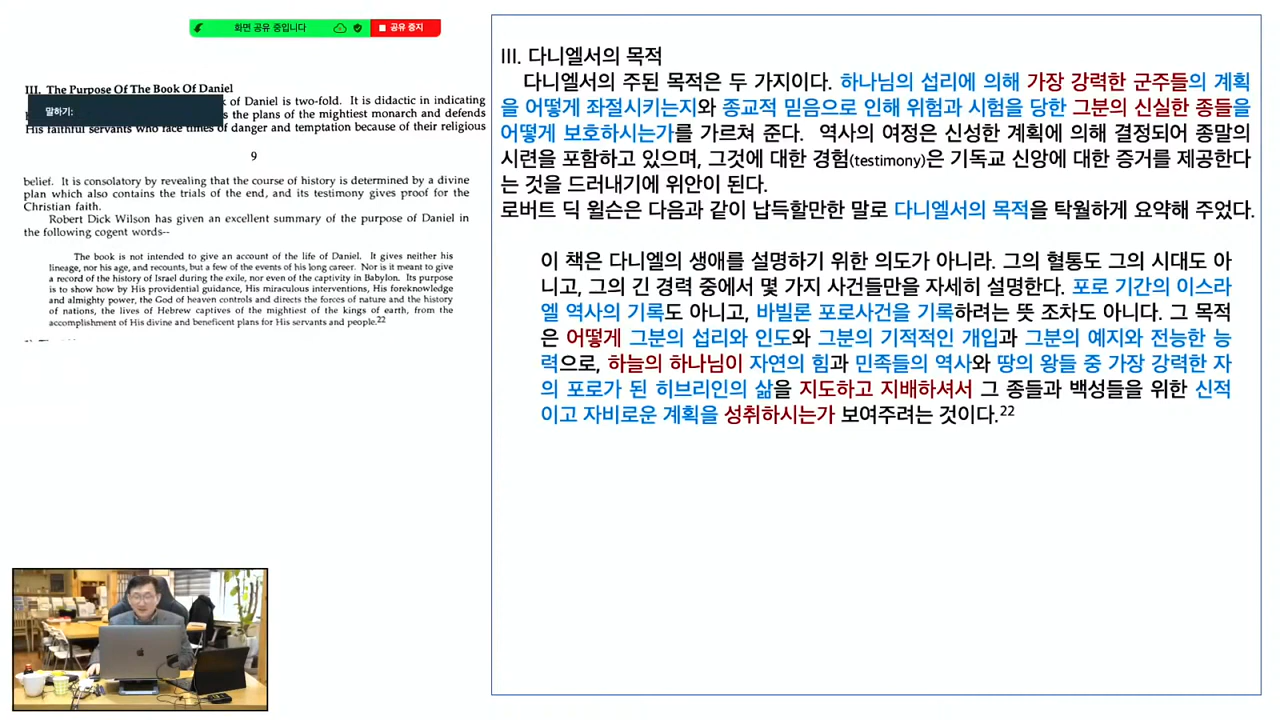 화면 공유 중입니다
공유 중지
III. The Purpose Of The Book Of Daniel
말하기:
k of Daniel is two-fold. It is didactic in indicating
s the plans of the mightiest monarch and defends
His faithful servants who face times of danger and temptation because of their religious
9
belief. It is consolatory by revealing that the course of history is determined by a divine
plan which also contains the trials of the end, and its testimony gives proof for the
Christian faith.
Robert Dick Wilson has given an excellent summary of the purpose of Daniel in
the following cogent words--
The book is not intended to give an account of the life of Daniel. It gives neither his
lineage, nor his age, and recounts, but a few of the events of his long career. Nor is it meant to give
a record of the history of Israel during the exile, nor even of the captivity in Babylon. Its purpose
is to show how by His providential guidance, His miraculous interventions, His foreknowledge
and almighty power, the God of heaven controls and directs the forces of nature and the history
of nations, the lives of Hebrew captives of the mightiest of the kings of earth, from the
accomplishment of His divine and beneficent plans for His servants and people.22
III. 다니엘서의 목적
다니엘서의 주된 목적은 두 가지이다. 하나님의 섭리에 의해 가장 강력한 군주들의 계획
을 어떻게 좌절시키는지와 종교적 믿음으로 인해 위험과 시험을 당한 그분의 신실한 종들을
어떻게 보호하시는가를 가르쳐 준다. 역사의 여정은 신성한 계획에 의해 결정되어 종말의
시련을 포함하고 있으며, 그것에 대한 경험(testimony)은 기독교 신앙에 대한 증거를 제공한다
는 것을 드러내기에 위안이 된다.
로버트 딕 윌슨은 다음과 같이 납득할만한 말로 다니엘서의 목적을 탁월하게 요약해 주었다.
이 책은 다니엘의 생애를 설명하기 위한 의도가 아니라. 그의 혈통도 그의 시대도 아
니고, 그의 긴 경력 중에서 몇 가지 사건들만을 자세히 설명한다. 포로 기간의 이스라
엘 역사의 기록도 아니고, 바빌론 포로사건을 기록하려는 뜻 조차도 아니다. 그 목적
은 어떻게 그분의 섭리와 인도와 그분의 기적적인 개입과 그분의 예지와 전능한 능
력으로, 하늘의 하나님이 자연의 힘과 민족들의 역사와 땅의 왕들 중 가장 강력한 자
의 포로가 된 히브리인의 삶을 지도하고 지배하셔서 그 종들과 백성들을 위한 신적
이고 자비로운 계획을 성취하시는가 보여주려는 것이다.22